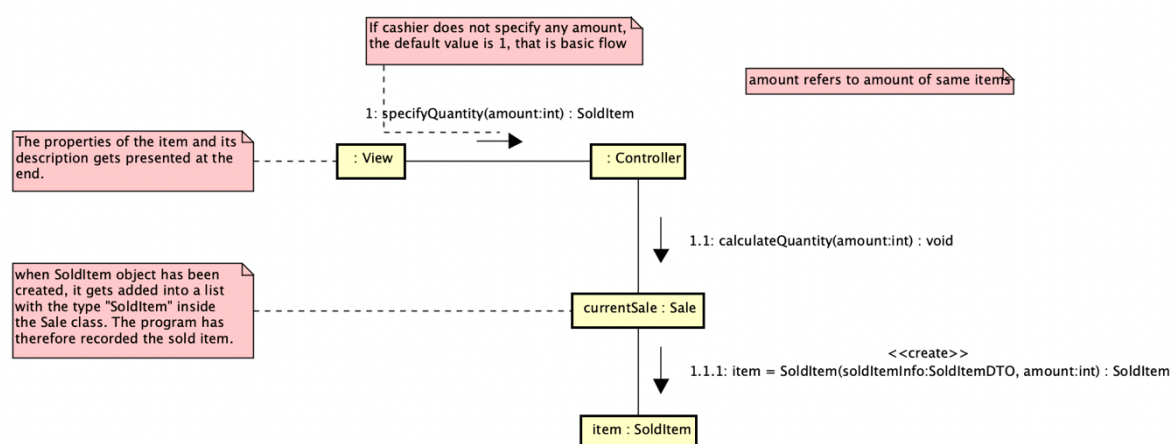 If cashier does not specify any amount,
the default value is 1, that is basic flow
amount refers to amount of same items
1: specifyQuantity(amount:int) : SoldItem
The properties of the item and its
description gets presented at the
end.
: View
: Controller
1.1: calculateQuantity(amount:int) : void
when SoldItem object has been
created, it gets added into a list
with the type "SoldItem" inside
the Sale class. The program has
therefore recorded the sold item.
currentSale : Sale
<<create>>
1.1.1: item = SoldItem(soldItemInfo:SoldItemDTO, amount:int) : SoldItem
item : SoldItem